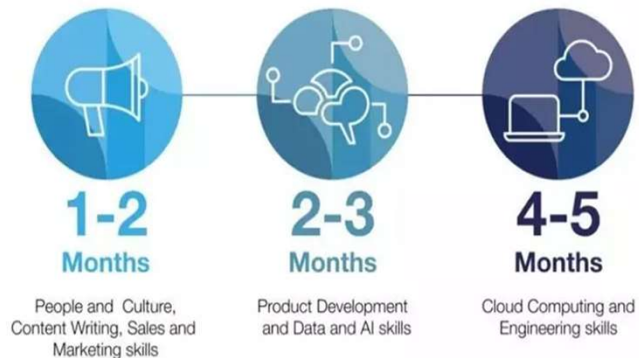 1-2
Months
People and Culture,
Content Writing, Sales and
Marketing skills
2-3
Months
Product Development
and Data and AI skills
4-5
Months
Cloud Computing and
Engineering skills